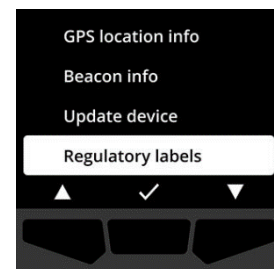 GPS location info
Beacon info
Update device
Regulatory labels